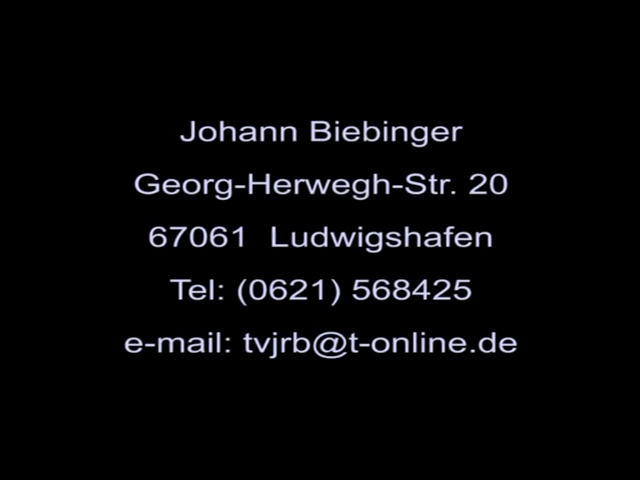 Johann Biebinger
Georg-Herwegh-Str. 20
67061 Ludwigshafen
Tel: (0621) 568425
e-mail: tvjrb@t-online.de